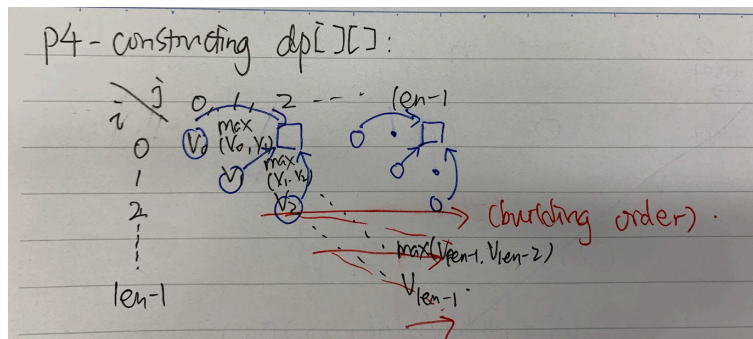 P4-constructing dp[][]:
j
i
0 1 2 ---- len-1
0 V₀ max
(V₀,V₁)
1 V₁ max
(V₁,V₂)
2 V₂ (building order).
max(Vlen-1, Vlen-2)
len-1 Vlen-1.